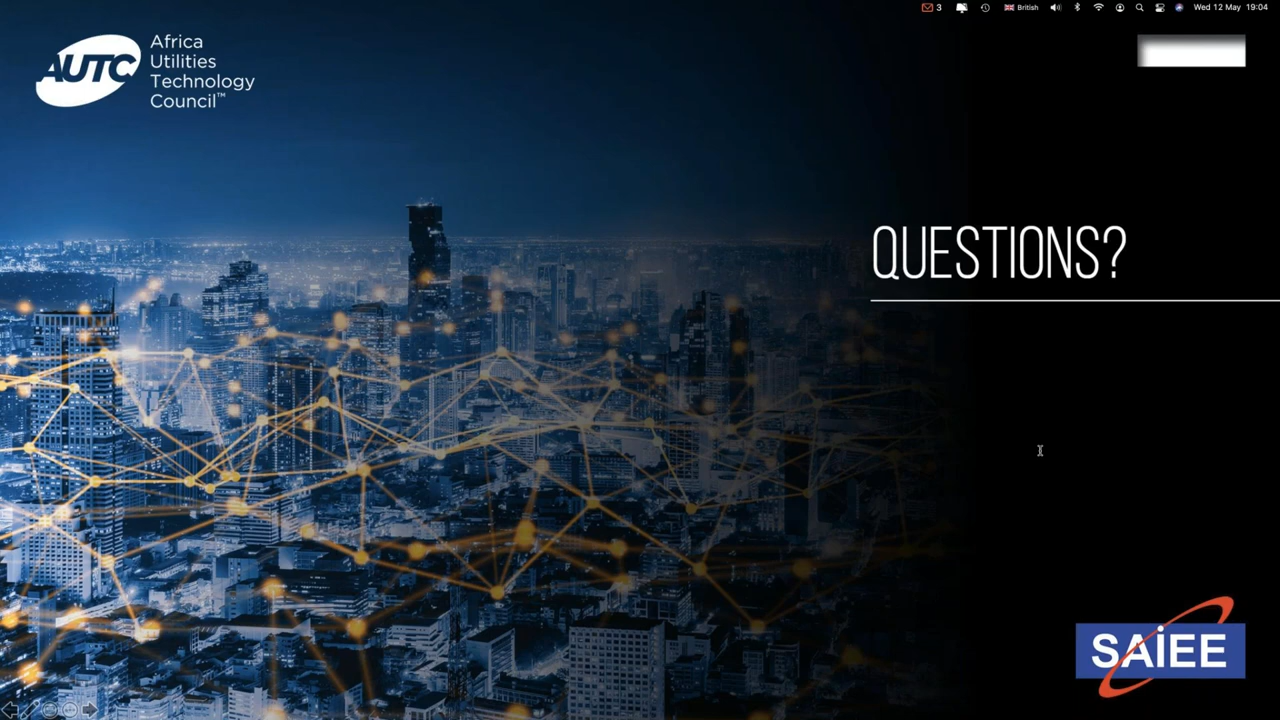 3 British Wed 12 May 19:04
AUTC
Africa
Utilities
Technology
Council™
QUESTIONS?
SAiEE